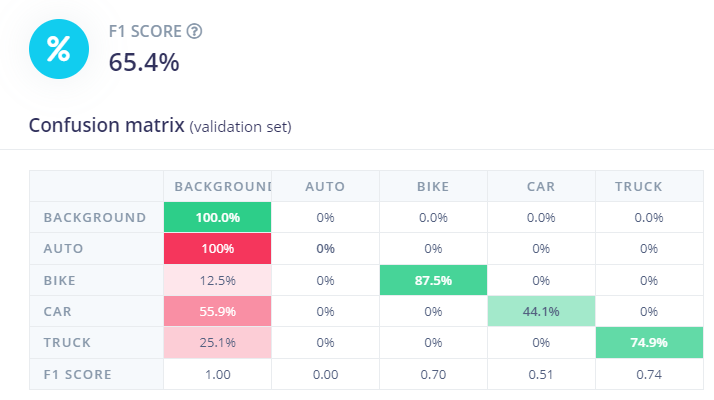 F1 SCORE ?
65.4%
Confusion matrix (validation set)
BACKGROUND AUTO BIKE CAR TRUCK
BACKGROUND 100.0% 0% 0.0% 0.0% 0.0%
AUTO 100% 0% 0% 0% 0%
BIKE 12.5% 0% 87.5% 0% 0%
CAR 55.9% 0% 0% 44.1% 0%
TRUCK 25.1% 0% 0% 0% 74.9%
F1 SCORE 1.00 0.00 0.70 0.51 0.74